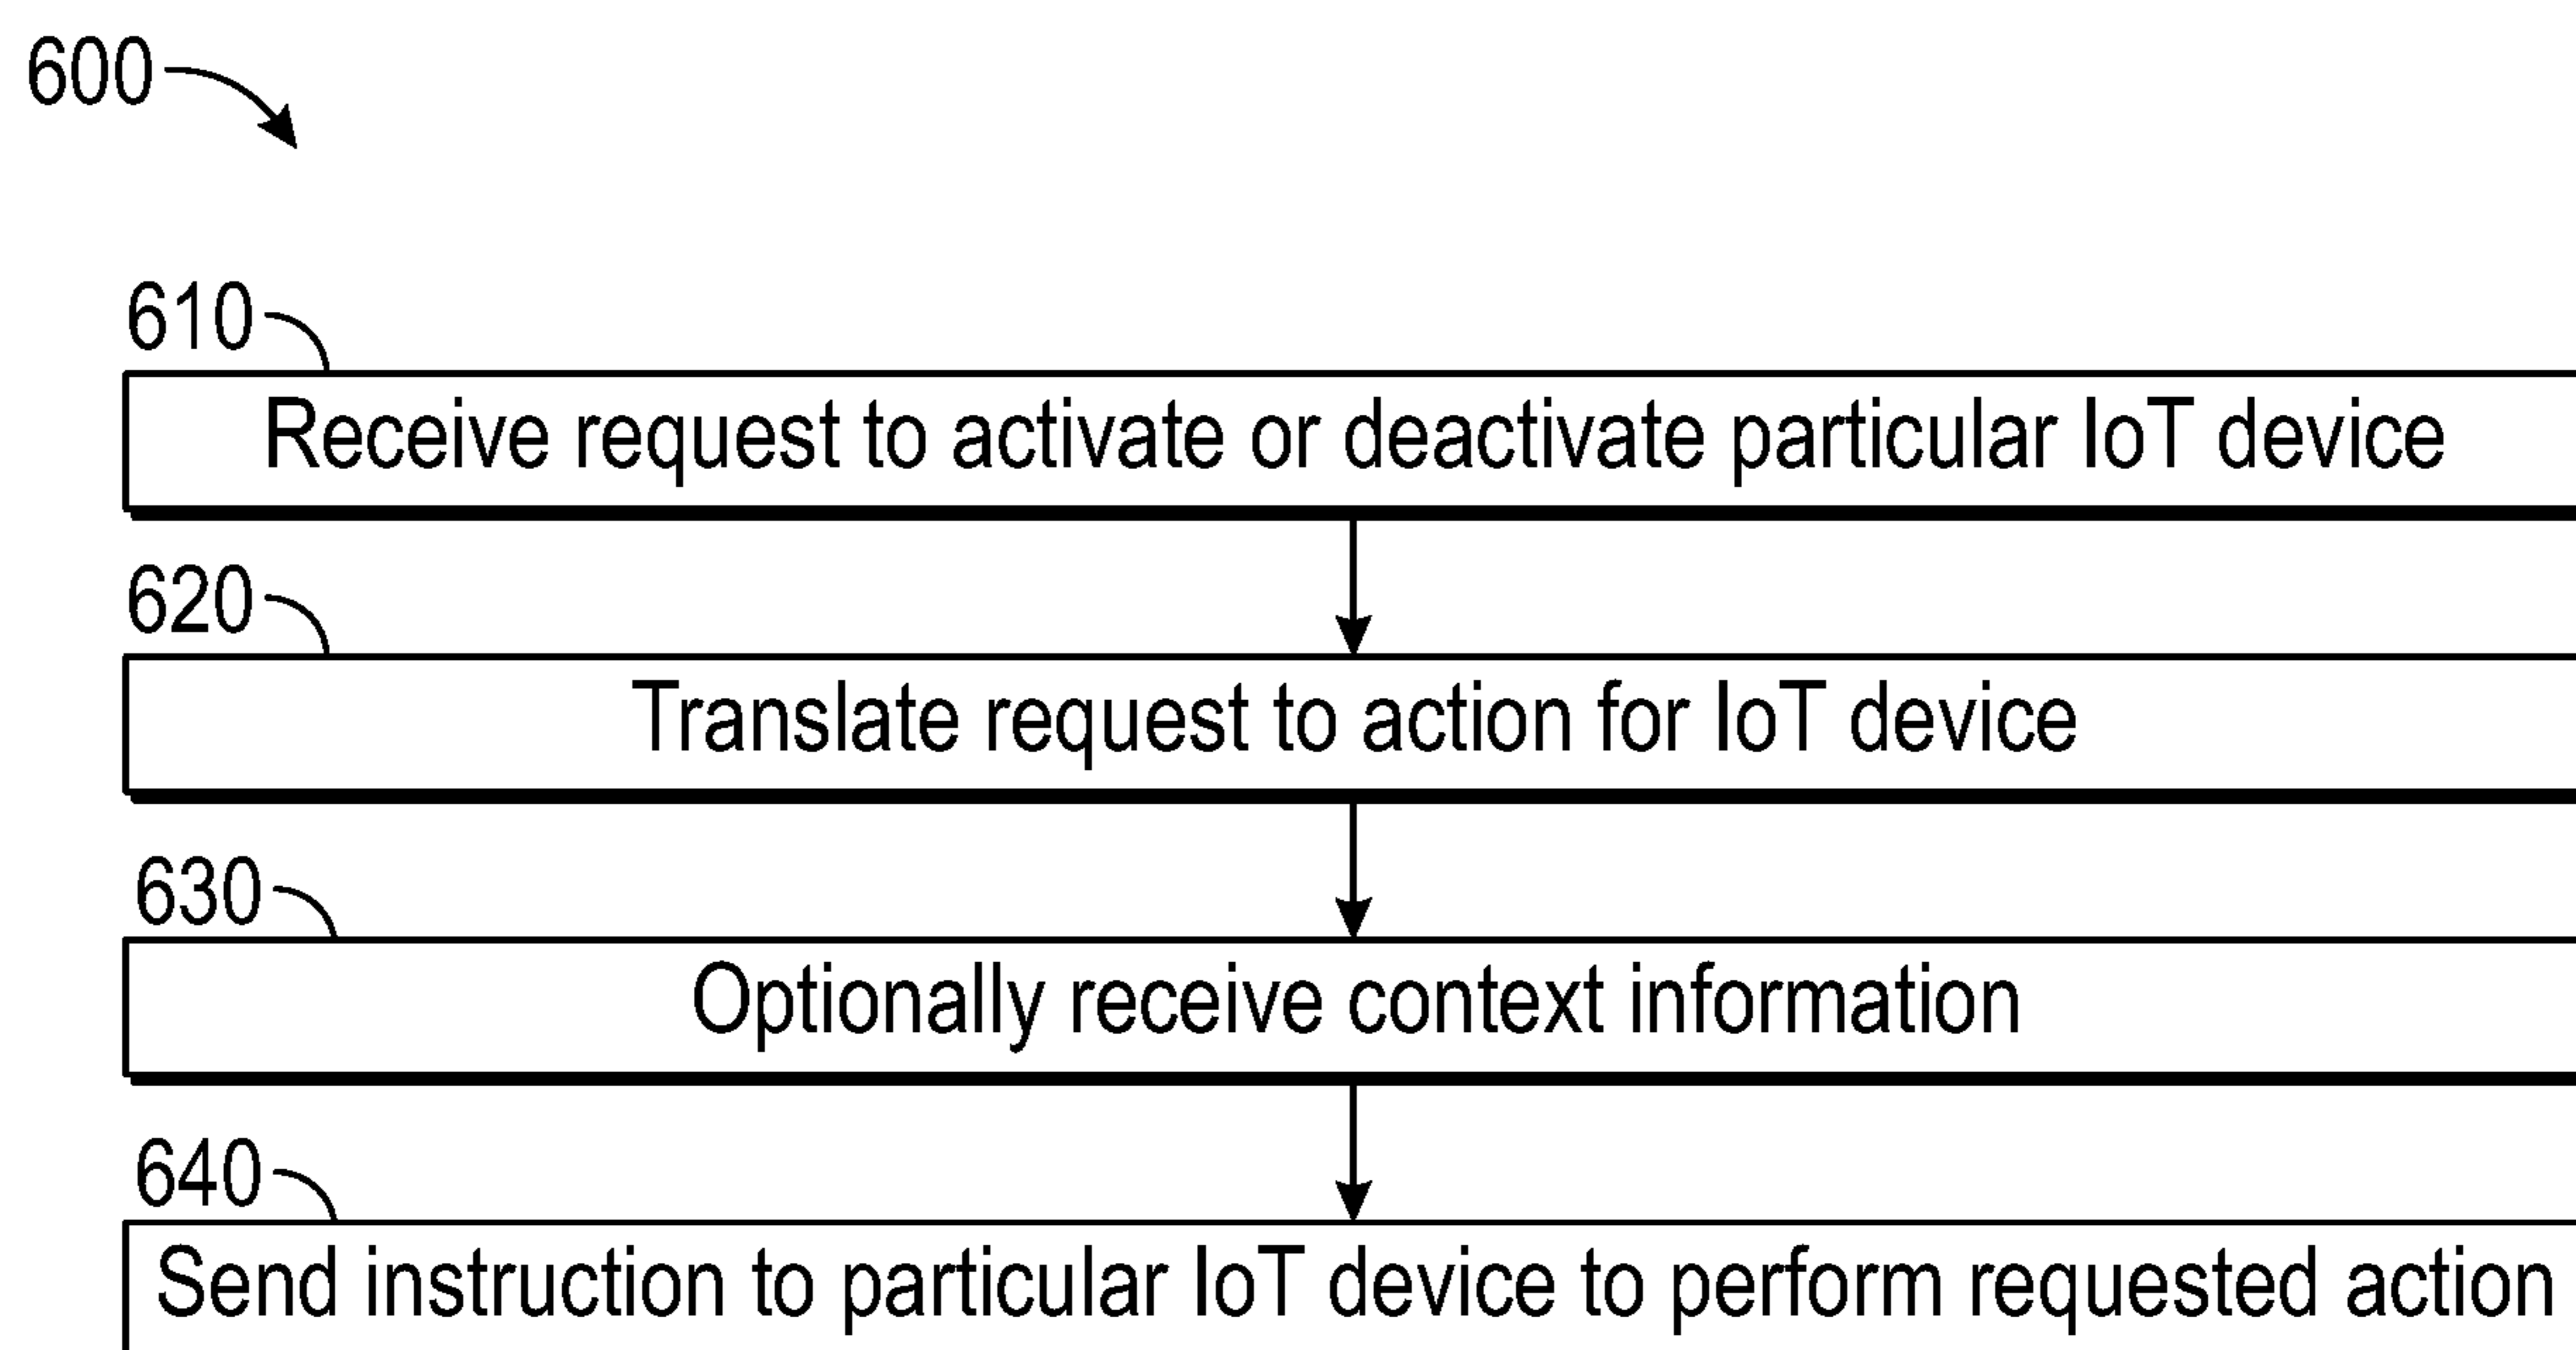 600
610
Receive request to activate or deactivate particular IoT device
620
Translate request to action for IoT device
630
Optionally receive context information
640
Send instruction to particular IoT device to perform requested action